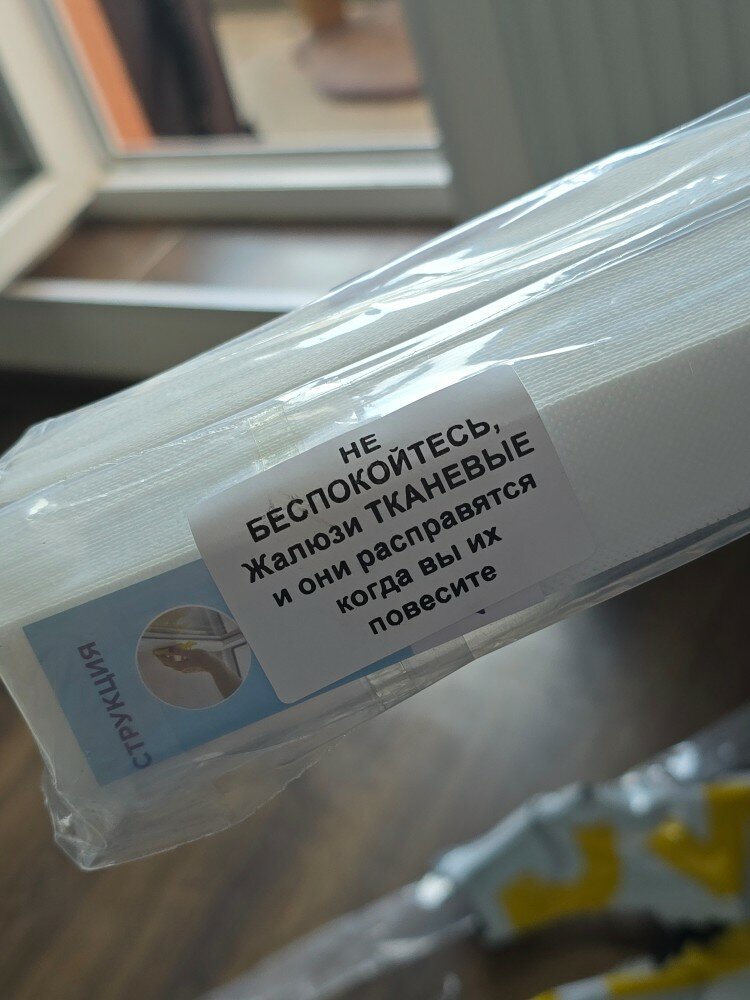 НЕ
БЕСПОКОЙТЕСЬ,
Жалюзи ТКАНЕВЫЕ
и они расправятся
когда вы их
повесите
СТРУКЦИЯ